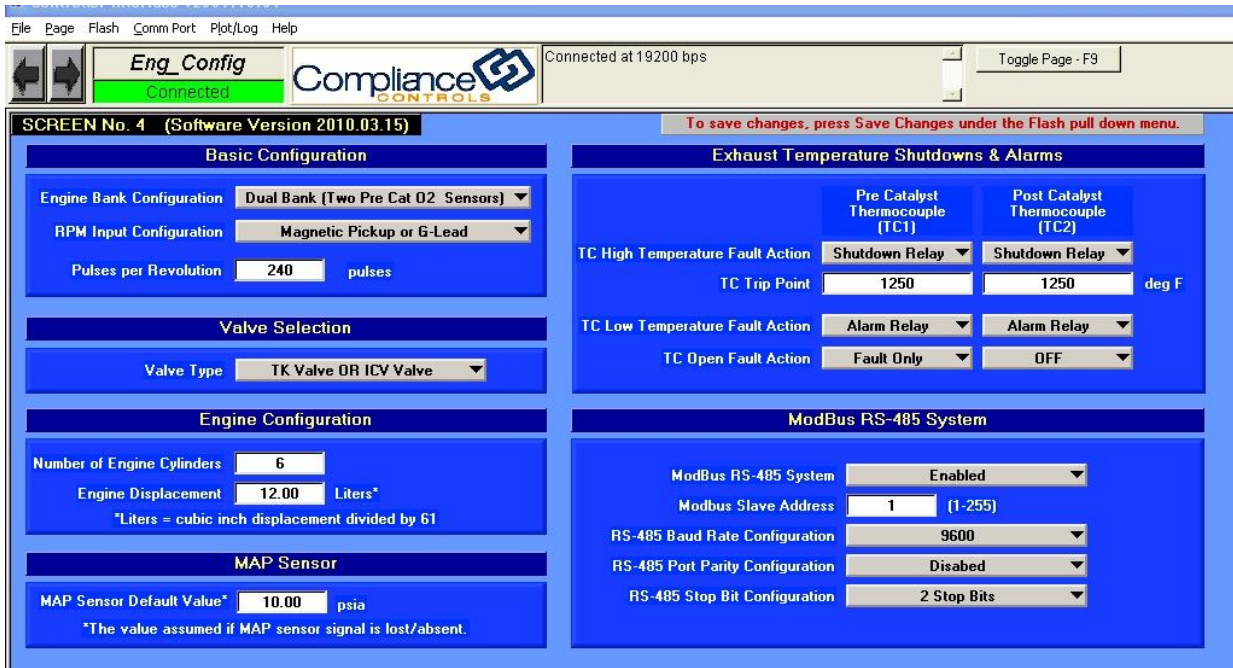 File Page Flash Comm Port Plot/Log Help
Eng_Config
Connected
Compliance
CONTROLS
Connected at 19200 bps
Toggle Page - F9
SCREEN No. 4 (Software Version 2010.03.15)
To save changes, press Save Changes under the Flash pull down menu.
Basic Configuration
Engine Bank Configuration Dual Bank (Two Pre Cat O2 Sensors)
RPM Input Configuration Magnetic Pickup or G-Lead
Pulses per Revolution 240 pulses
Valve Selection
Valve Type TK Valve OR ICV Valve
Engine Configuration
Number of Engine Cylinders 6
Engine Displacement 12.00 Liters*
*Liters = cubic inch displacement divided by 61
MAP Sensor
MAP Sensor Default Value* 10.00 psia
*The value assumed if MAP sensor signal is lost/absent.
Exhaust Temperature Shutdowns & Alarms
Pre Catalyst Post Catalyst
Thermocouple Thermocouple
(TC1) (TC2)
TC High Temperature Fault Action Shutdown Relay Shutdown Relay
TC Trip Point 1250 1250 deg F
TC Low Temperature Fault Action Alarm Relay Alarm Relay
TC Open Fault Action Fault Only OFF
ModBus RS-485 System
ModBus RS-485 System Enabled
Modbus Slave Address 1 (1-255)
RS-485 Baud Rate Configuration 9600
RS-485 Port Parity Configuration Disabed
RS-485 Stop Bit Configuration 2 Stop Bits